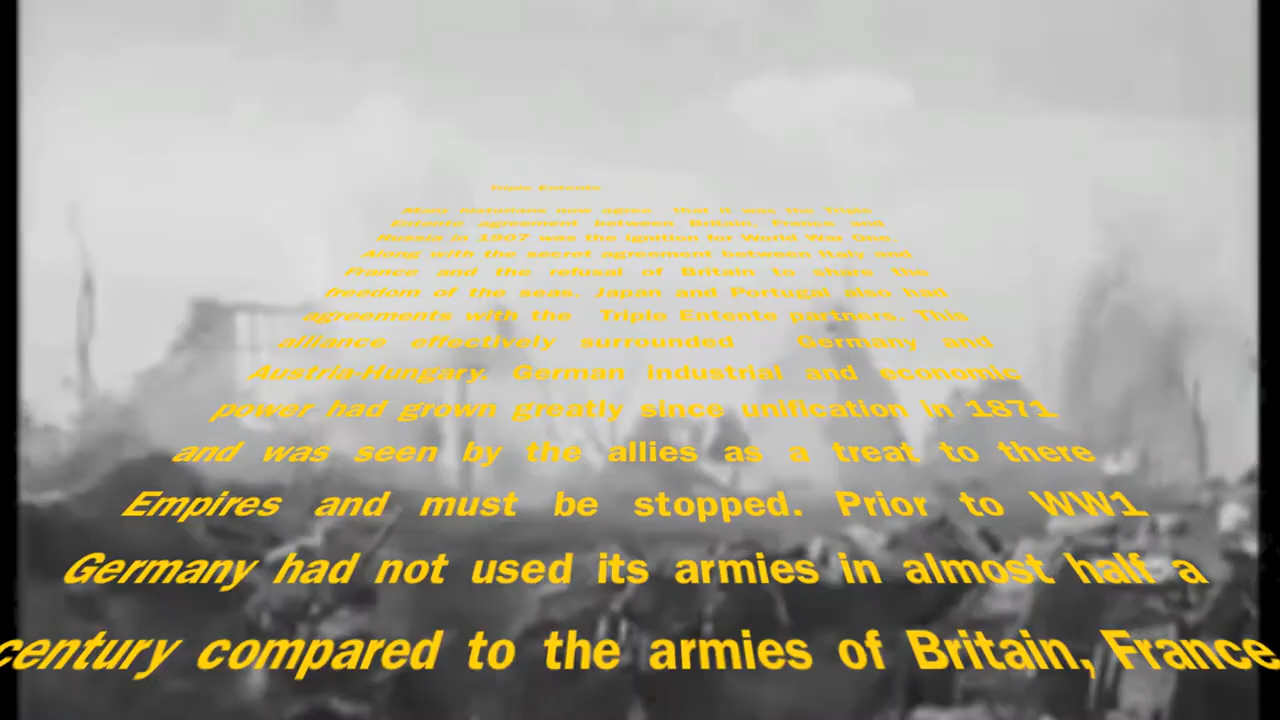 Triple Entente
Many historians now agree that it was the Triple
Entente agreement between Britain, France and
Russia in 1907 was the ignition for World War One.
Along with the secret agreement between Italy and
France and the refusal of Britain to share the
freedom of the seas. Japan and Portugal also had
agreements with the Triple Entente partners. This
alliance effectively surrounded Germany and
Austria-Hungary. German industrial and economic
power had grown greatly since unification in 1871
and was seen by the allies as a treat to there
Empires and must be stopped. Prior to WW1
Germany had not used its armies in almost half a
century compared to the armies of Britain, France